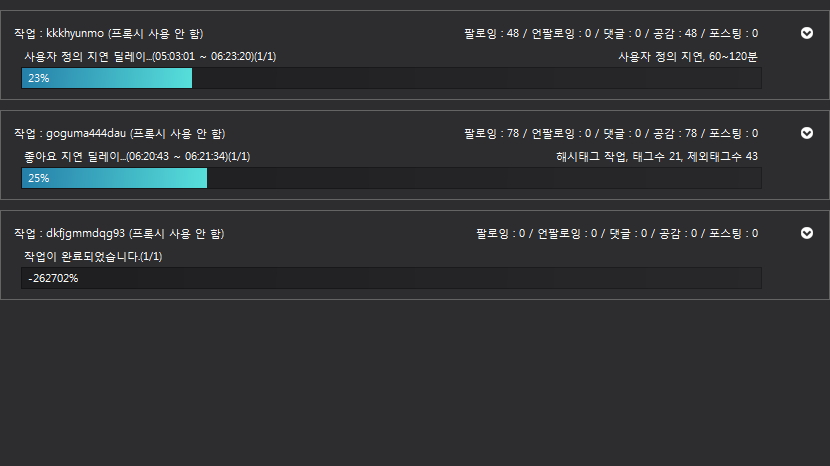 작업 : kkkhyunmo (프록시 사용 안 함) 팔로잉 : 48 / 언팔로잉 : 0 / 댓글 : 0 / 공감 : 48 / 포스팅 : 0
사용자 정의 지연 딜레이...(05:03:01 ~ 06:23:20)(1/1) 사용자 정의 지연, 60~120분
23%
작업 : goguma444dau (프록시 사용 안 함) 팔로잉 : 78 / 언팔로잉 : 0 / 댓글 : 0 / 공감 : 78 / 포스팅 : 0
좋아요 지연 딜레이...(06:20:43 ~ 06:21:34)(1/1) 해시태그 작업, 태그수 21, 제외태그수 43
25%
작업 : dkfjgmmdqg93 (프록시 사용 안 함) 팔로잉 : 0 / 언팔로잉 : 0 / 댓글 : 0 / 공감 : 0 / 포스팅 : 0
작업이 완료되었습니다.(1/1)
-262702%